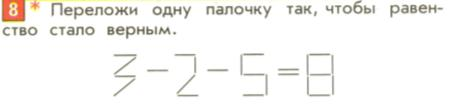 8* Переложи одну палочку так, чтобы равен-
ство стало верным.
3-2-5=8